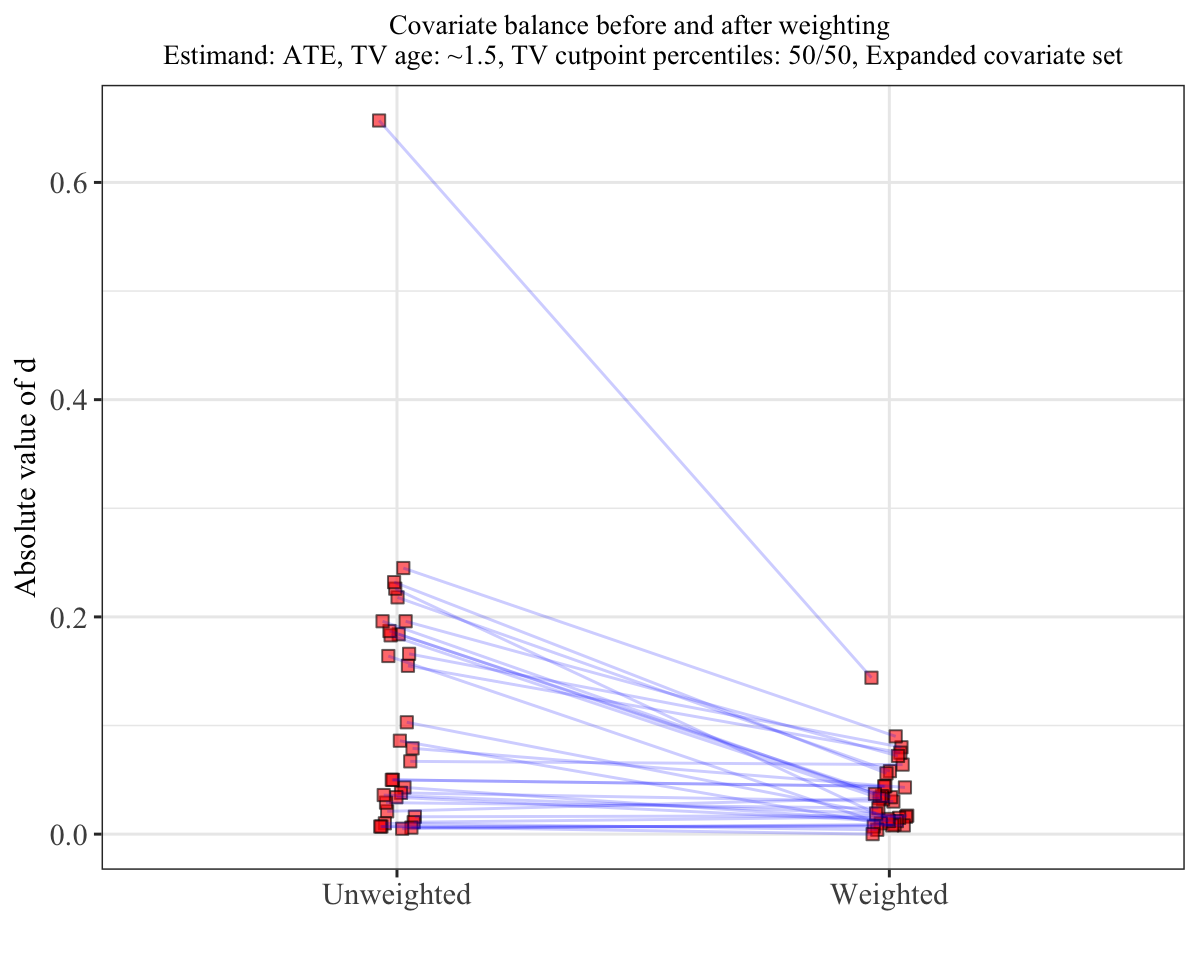 Covariate balance before and after weighting
Estimand: ATE, TV age: ~1.5, TV cutpoint percentiles: 50/50, Expanded covariate set
Absolute value of d
0.6
0.4
0.2
0.0
Unweighted
Weighted